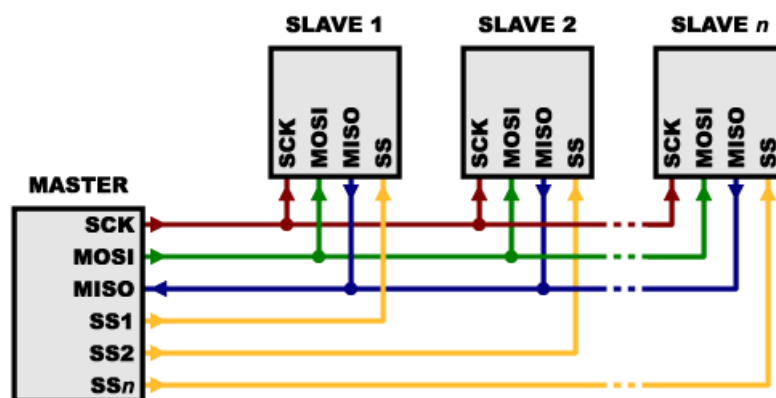 SLAVE 1
SLAVE 2
SLAVE n
SCK
MOSI
MISO
SS
SCK
MOSI
MISO
SS
SCK
MOSI
MISO
SS
MASTER
SCK
MOSI
MISO
SS1
SS2
SSn